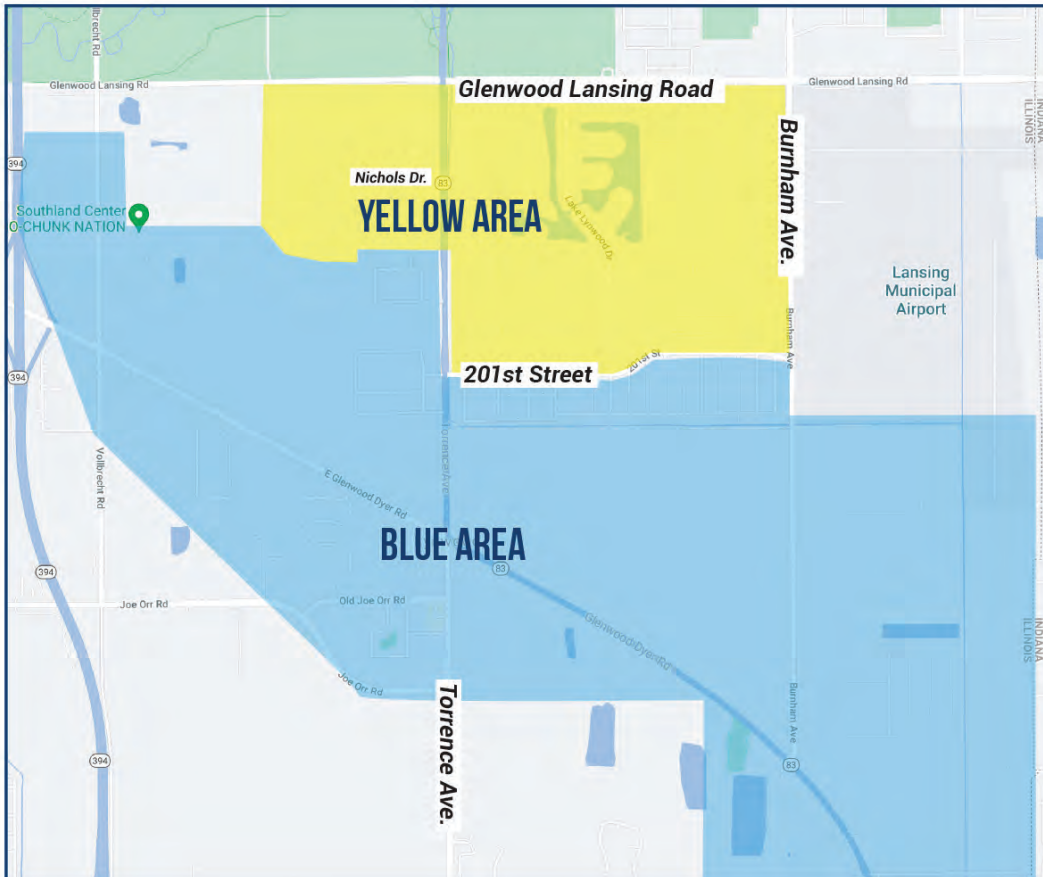 Vollbrecht Rd
Glenwood Lansing Rd
Glenwood Lansing Road
Glenwood Lansing Rd
INDIANA
ILLINOIS
394
Nichols Dr.
83
Burnham Ave.
YELLOW AREA
Lake Lynwood Dr
Southland Center
O-CHUNK NATION
Lansing
Municipal
Airport
Burnham Ave
201st St
201st Street
394
Torrence Ave
Vollbrecht Rd
E Glenwood Dyer Rd
BLUE AREA
83
394
Joe Orr Rd
Old Joe Orr Rd
Glenwood Dyer Rd
INDIANA
ILLINOIS
Joe Orr Rd
Torrence Ave.
Burnham Ave
394
83